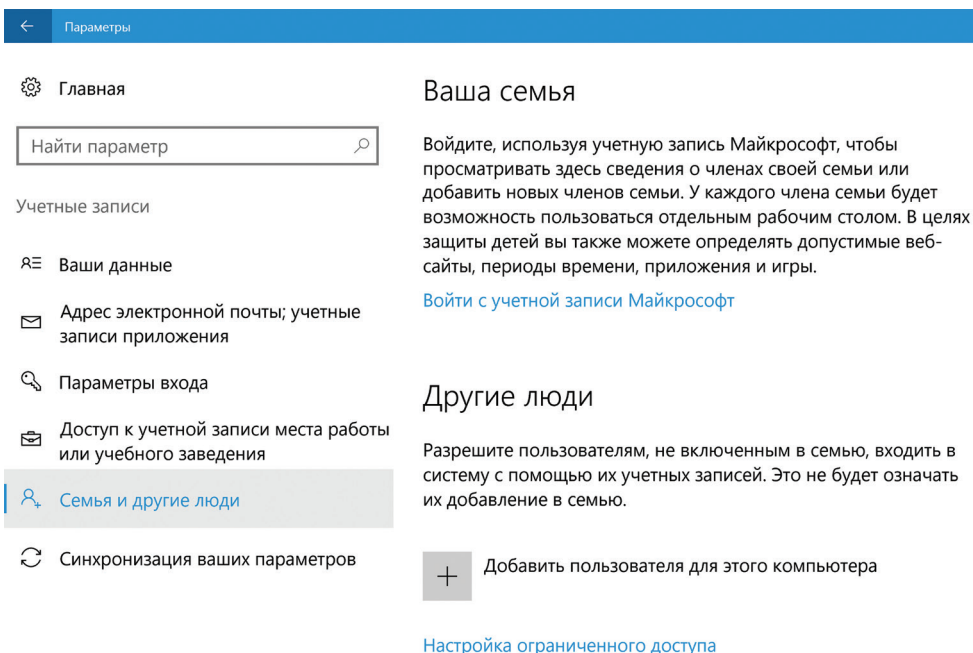 Параметры
Главная
Найти параметр
Учетные записи
Ваши данные
Адрес электронной почты; учетные
записи приложения
Параметры входа
Доступ к учетной записи места работы
или учебного заведения
Семья и другие люди
Синхронизация ваших параметров
Ваша семья
Войдите, используя учетную запись Майкрософт, чтобы
просматривать здесь сведения о членах своей семьи или
добавить новых членов семьи. У каждого члена семьи будет
возможность пользоваться отдельным рабочим столом. В целях
защиты детей вы также можете определять допустимые веб-
сайты, периоды времени, приложения и игры.
Войти с учетной записи Майкрософт
Другие люди
Разрешите пользователям, не включенным в семью, входить в
систему с помощью их учетных записей. Это не будет означать
их добавление в семью.
Добавить пользователя для этого компьютера
Настройка ограниченного доступа